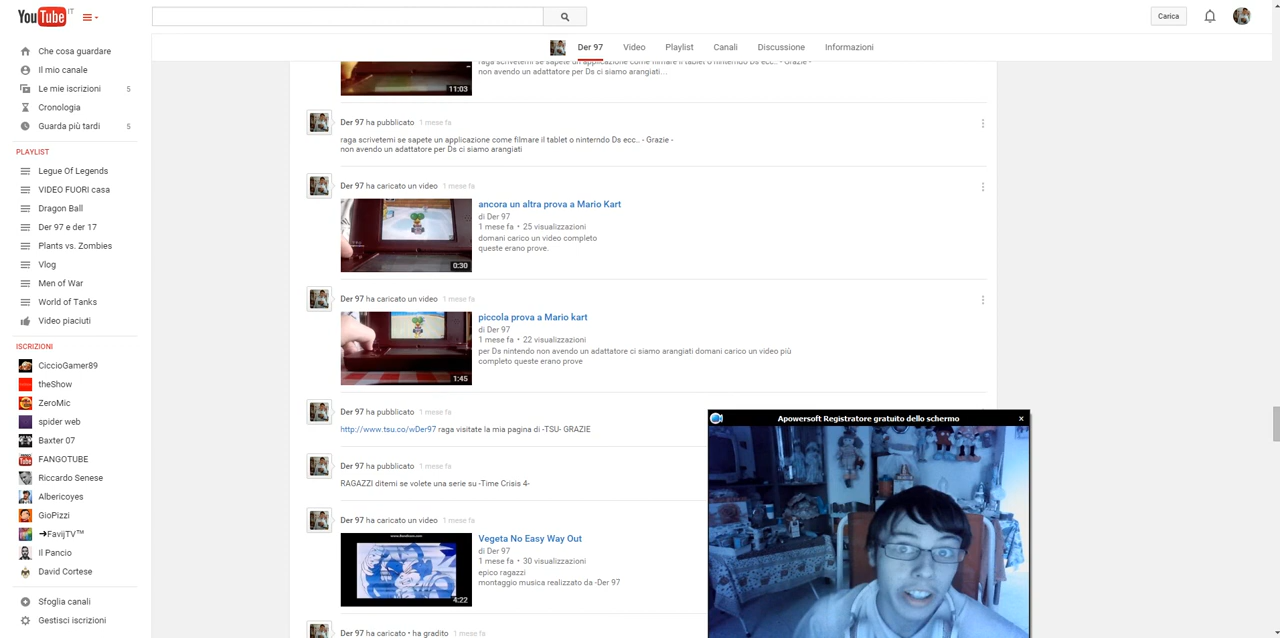 YouTube IT
Carica
Der 97 Video Playlist Canali Discussione Informazioni
Che cosa guardare
Il mio canale
Le mie iscrizioni 5
Cronologia
Guarda più tardi 5
PLAYLIST
Legue Of Legends
VIDEO FUORI casa
Dragon Ball
Der 97 e der 17
Plants vs. Zombies
Vlog
Men of War
World of Tanks
Video piaciuti
ISCRIZIONI
CiccioGamer89
theShow
ZeroMic
spider web
Baxter 07
FANGOTUBE
Riccardo Senese
Albericoyes
GioPizzi
➔FavijTV™
Il Pancio
David Cortese
Sfoglia canali
Gestisci iscrizioni
raga scrivetemi se sapete un applicazione come filmare il tablet o nintendo Ds ecc.. - Grazie -
non avendo un adattatore per Ds ci siamo arangiati...
11:03
Der 97 ha pubblicato 1 mese fa
raga scrivetemi se sapete un applicazione come filmare il tablet o nintendo Ds ecc.. - Grazie -
non avendo un adattatore per Ds ci siamo arangiati
Der 97 ha caricato un video 1 mese fa
ancora un altra prova a Mario Kart
di Der 97
1 mese fa • 25 visualizzazioni
domani carico un video completo
queste erano prove.
0:30
Der 97 ha caricato un video 1 mese fa
piccola prova a Mario kart
di Der 97
1 mese fa • 22 visualizzazioni
per Ds nintendo non avendo un adattatore ci siamo arangiati domani carico un video più
completo queste erano prove
1:45
Der 97 ha pubblicato 1 mese fa
http://www.tsu.co/wDer97 raga visitate la mia pagina di -TSU- GRAZIE
Der 97 ha pubblicato 1 mese fa
RAGAZZI ditemi se volete una serie su -Time Crisis 4-
Der 97 ha caricato un video 1 mese fa
Vegeta No Easy Way Out
di Der 97
1 mese fa • 30 visualizzazioni
epico ragazzi
montaggio musica realizzato da -Der 97
4:22
Der 97 ha caricato • ha gradito 1 mese fa
Apowersoft Registratore gratuito dello schermo